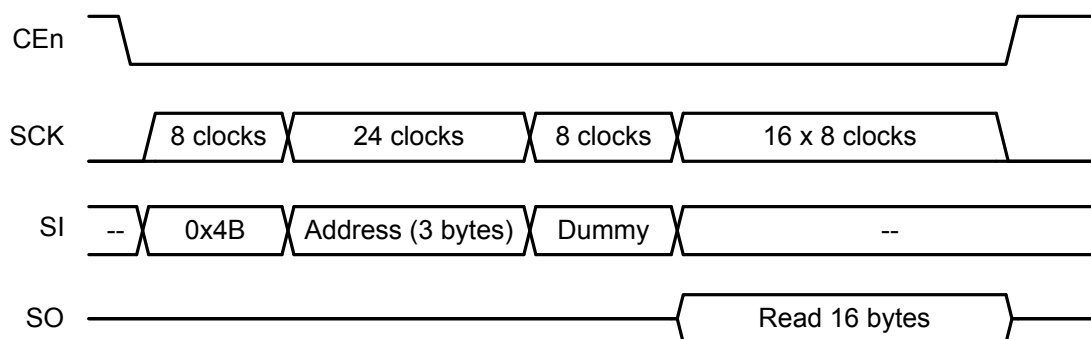 CEn
SCK 8 clocks 24 clocks 8 clocks 16 x 8 clocks
SI -- 0x4B Address (3 bytes) Dummy --
SO Read 16 bytes